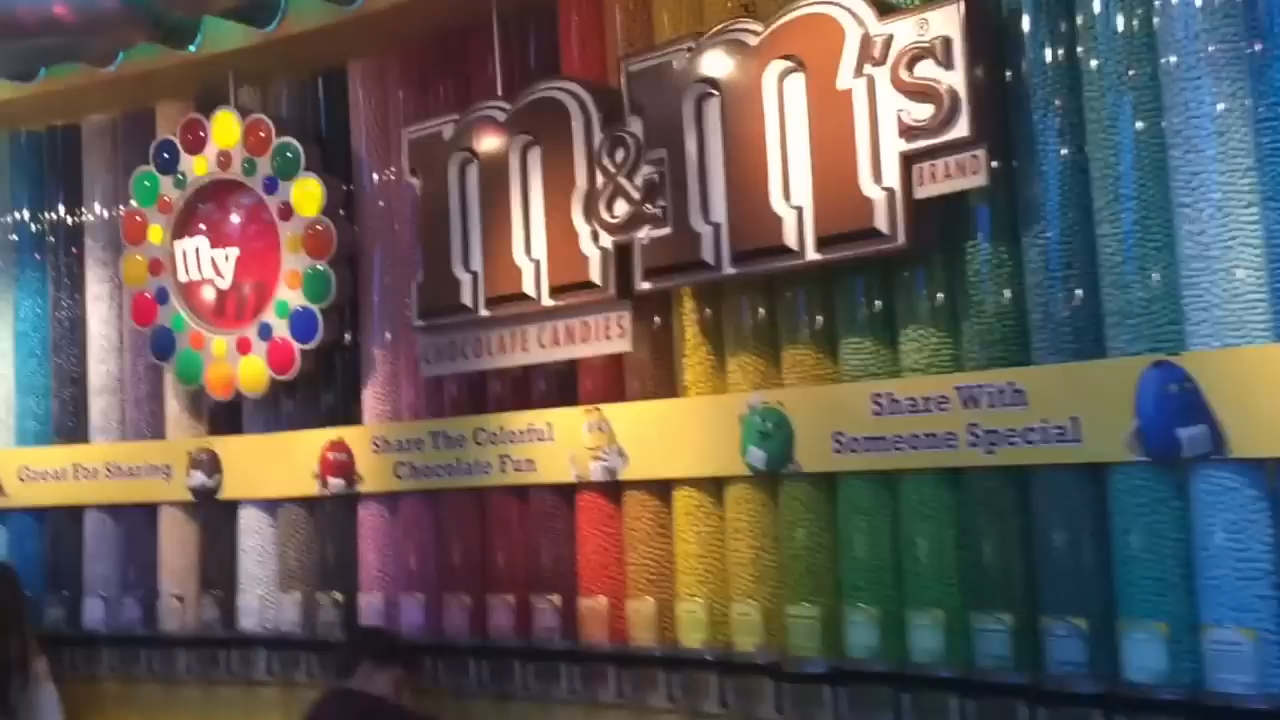 my
m&m's
®
BRAND
CHOCOLATE CANDIES
Great For Sharing
Share The Colorful
Chocolate Fun
Share With
Someone Special